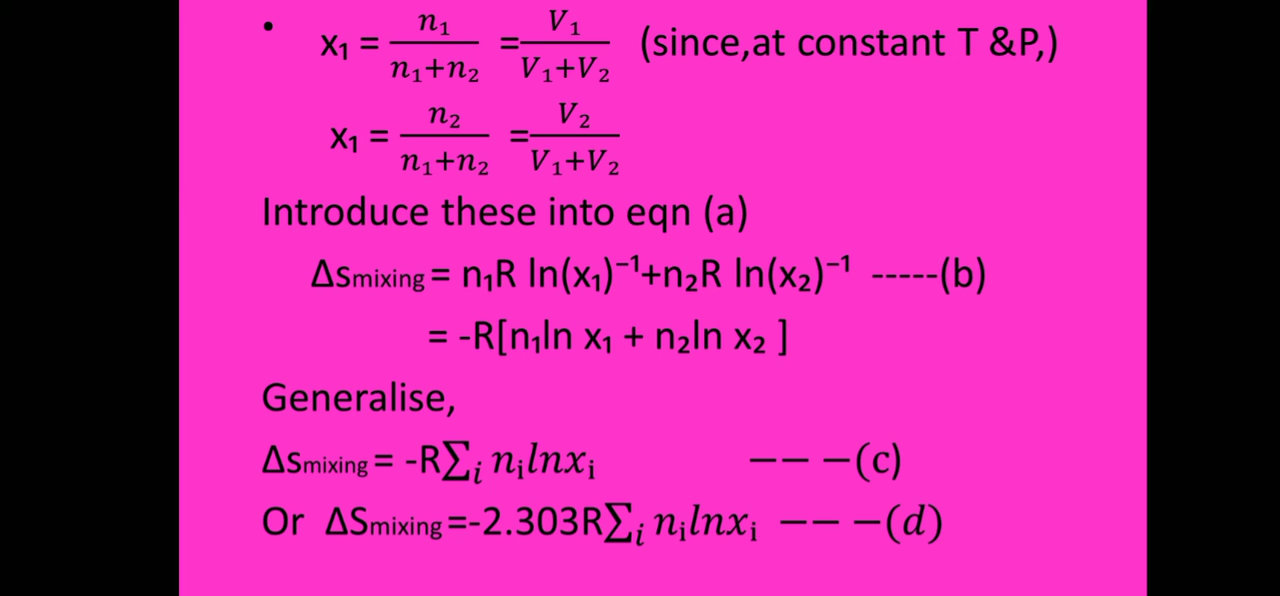 • x₁ = n₁/(n₁+n₂) = V₁/(V₁+V₂) (since,at constant T &P,)
x₁ = n₂/(n₁+n₂) = V₂/(V₁+V₂)
Introduce these into eqn (a)
Δsmixing = n₁R ln(x₁)⁻¹+n₂R ln(x₂)⁻¹ -----(b)
= -R[n₁ln x₁ + n₂ln x₂ ]
Generalise,
Δsmixing = -R∑ᵢ nᵢlnxᵢ −− −(c)
Or ΔSmixing =-2.303R∑ᵢ nᵢlnxᵢ −− −(d)